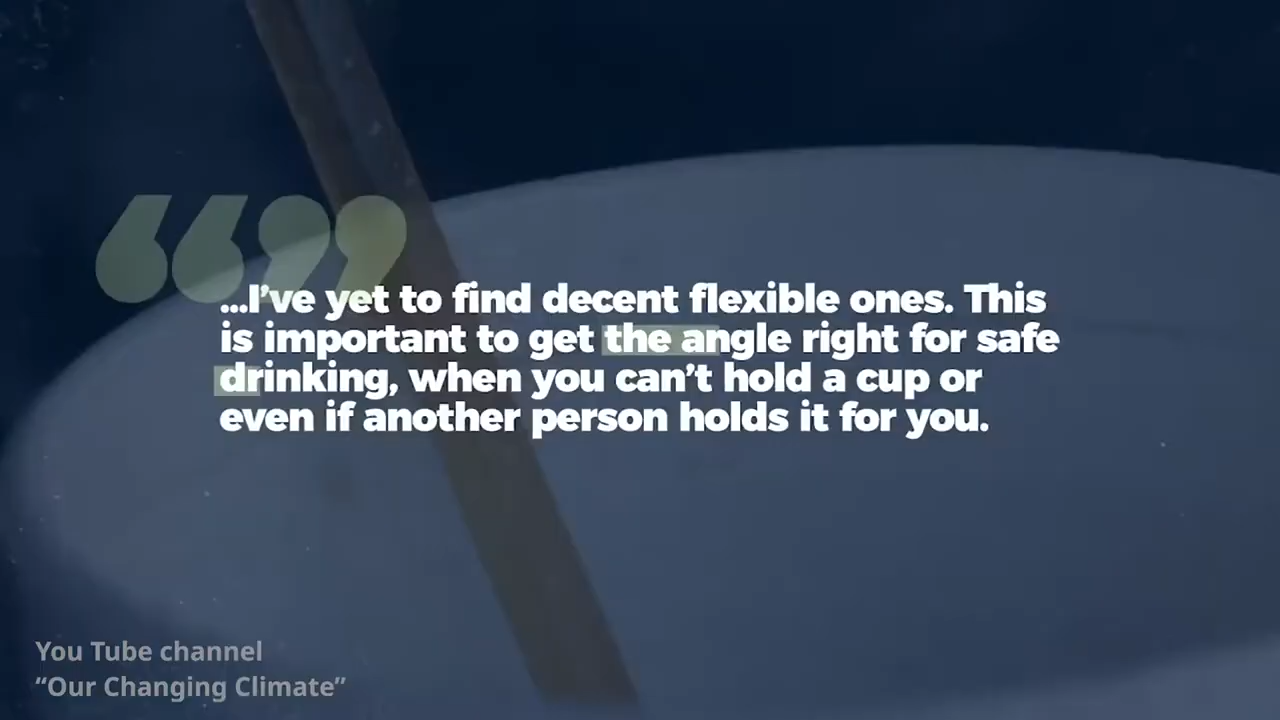 “”
...I’ve yet to find decent flexible ones. This
is important to get the angle right for safe
drinking, when you can’t hold a cup or
even if another person holds it for you.
You Tube channel
“Our Changing Climate”